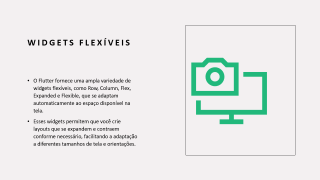 WIDGETS FLEXÍVEIS
• O Flutter fornece uma ampla variedade de
widgets flexíveis, como Row, Column, Flex,
Expanded e Flexible, que se adaptam
automaticamente ao espaço disponível na
tela.
• Esses widgets permitem que você crie
layouts que se expandem e contraem
conforme necessário, facilitando a adaptação
a diferentes tamanhos de tela e orientações.